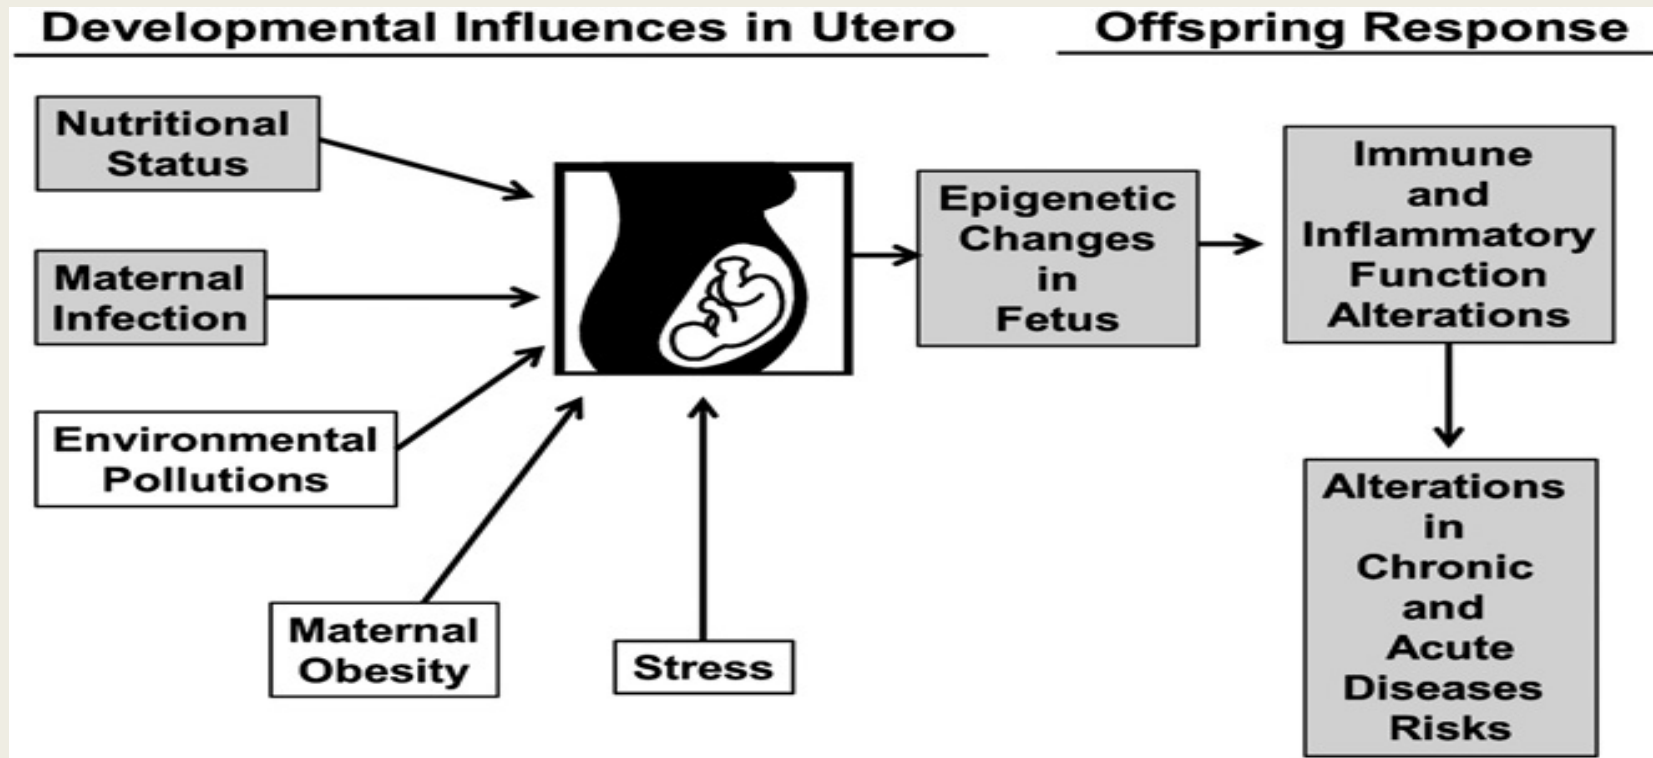 Developmental Influences in Utero
Offspring Response
Nutritional
Status
Maternal
Infection
Environmental
Pollutions
Maternal
Obesity
Stress
Epigenetic
Changes
in
Fetus
Immune
and
Inflammatory
Function
Alterations
Alterations
in
Chronic
and
Acute
Diseases
Risks